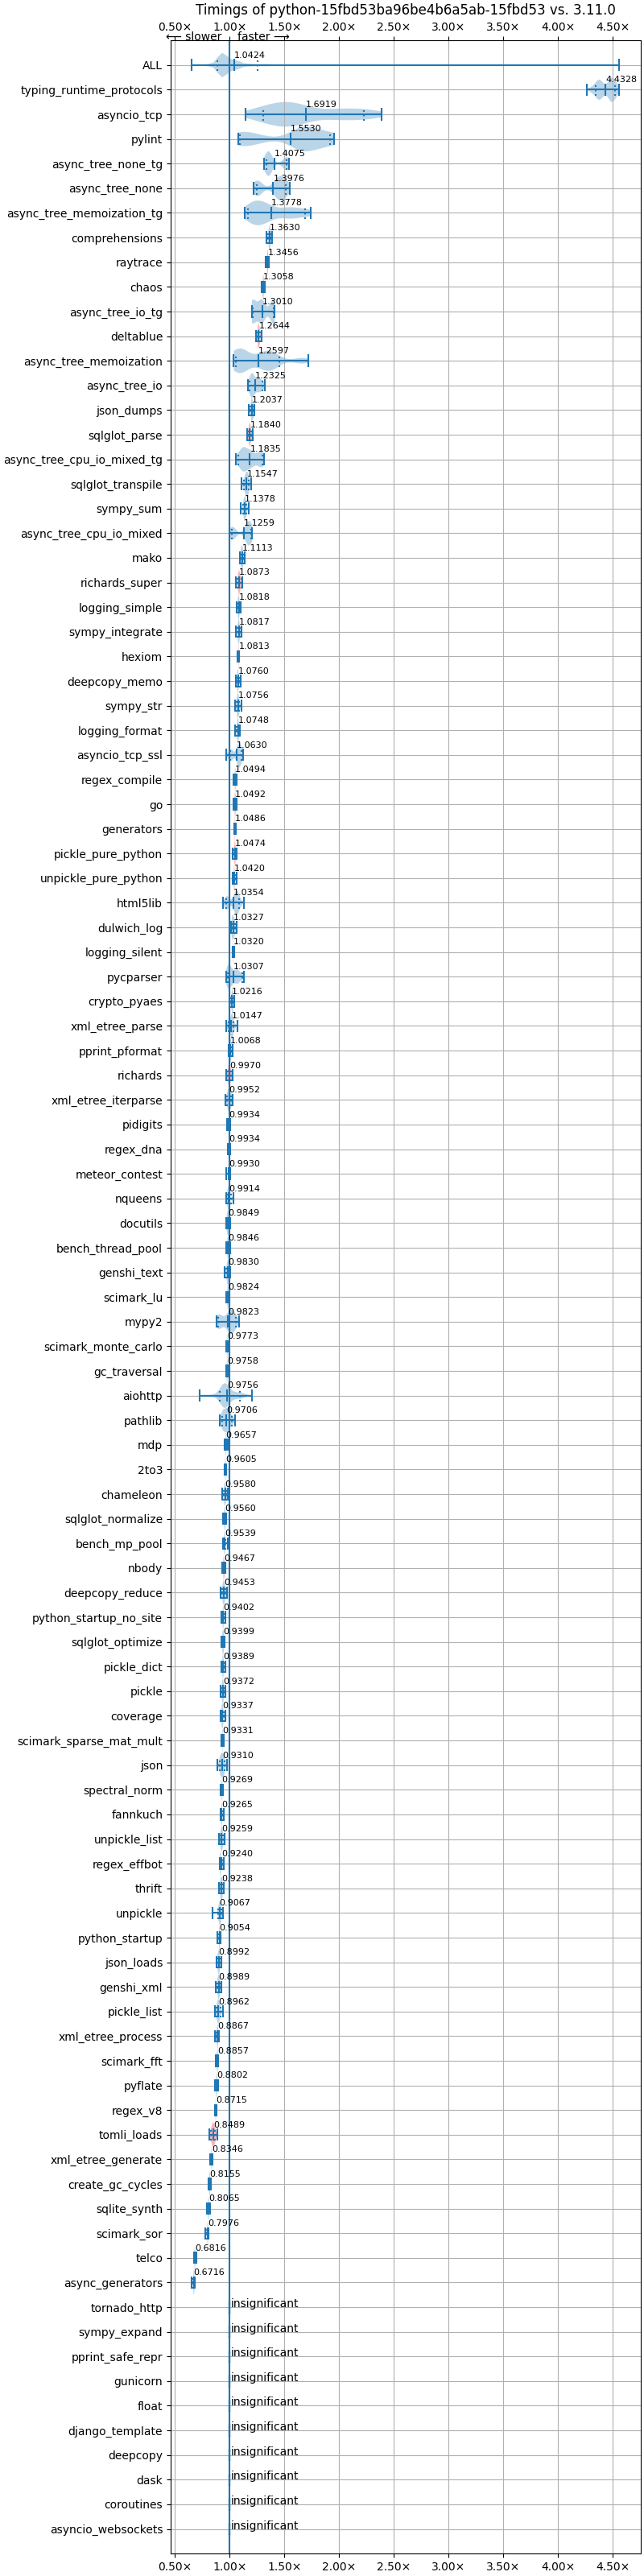 Timings of python-15fbd53ba96be4b6a5ab-15fbd53 vs. 3.11.0
0.50× 1.00× 1.50× 2.00× 2.50× 3.00× 3.50× 4.00× 4.50×
⟵ slower faster ⟶
ALL 1.0424
typing_runtime_protocols 4.4328
asyncio_tcp 1.6919
pylint 1.5530
async_tree_none_tg 1.4075
async_tree_none 1.3976
async_tree_memoization_tg 1.3778
comprehensions 1.3630
raytrace 1.3456
chaos 1.3058
async_tree_io_tg 1.3010
deltablue 1.2644
async_tree_memoization 1.2597
async_tree_io 1.2325
json_dumps 1.2037
sqlglot_parse 1.1840
async_tree_cpu_io_mixed_tg 1.1835
sqlglot_transpile 1.1547
sympy_sum 1.1378
async_tree_cpu_io_mixed 1.1259
mako 1.1113
richards_super 1.0873
logging_simple 1.0818
sympy_integrate 1.0817
hexiom 1.0813
deepcopy_memo 1.0760
sympy_str 1.0756
logging_format 1.0748
asyncio_tcp_ssl 1.0630
regex_compile 1.0494
go 1.0492
generators 1.0486
pickle_pure_python 1.0474
unpickle_pure_python 1.0420
html5lib 1.0354
dulwich_log 1.0327
logging_silent 1.0320
pycparser 1.0307
crypto_pyaes 1.0216
xml_etree_parse 1.0147
pprint_pformat 1.0068
richards 0.9970
xml_etree_iterparse 0.9952
pidigits 0.9934
regex_dna 0.9934
meteor_contest 0.9930
nqueens 0.9914
docutils 0.9849
bench_thread_pool 0.9846
genshi_text 0.9830
scimark_lu 0.9824
mypy2 0.9823
scimark_monte_carlo 0.9773
gc_traversal 0.9758
aiohttp 0.9756
pathlib 0.9706
mdp 0.9657
2to3 0.9605
chameleon 0.9580
sqlglot_normalize 0.9560
bench_mp_pool 0.9539
nbody 0.9467
deepcopy_reduce 0.9453
python_startup_no_site 0.9402
sqlglot_optimize 0.9399
pickle_dict 0.9389
pickle 0.9372
coverage 0.9337
scimark_sparse_mat_mult 0.9331
json 0.9310
spectral_norm 0.9269
fannkuch 0.9265
unpickle_list 0.9259
regex_effbot 0.9240
thrift 0.9238
unpickle 0.9067
python_startup 0.9054
json_loads 0.8992
genshi_xml 0.8989
pickle_list 0.8962
xml_etree_process 0.8867
scimark_fft 0.8857
pyflate 0.8802
regex_v8 0.8715
tomli_loads 0.8489
xml_etree_generate 0.8346
create_gc_cycles 0.8155
sqlite_synth 0.8065
scimark_sor 0.7976
telco 0.6816
async_generators 0.6716
tornado_http insignificant
sympy_expand insignificant
pprint_safe_repr insignificant
gunicorn insignificant
float insignificant
django_template insignificant
deepcopy insignificant
dask insignificant
coroutines insignificant
asyncio_websockets insignificant
0.50× 1.00× 1.50× 2.00× 2.50× 3.00× 3.50× 4.00× 4.50×